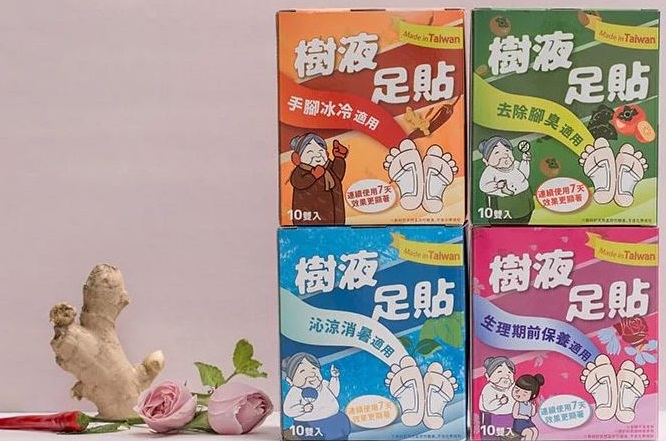 Made in Taiwan
樹液
足貼
手腳冰冷適用
連續使用7天
效果更顯著
10雙入
Made in Taiwan
樹液
足貼
去除腳臭適用
連續使用7天
效果更顯著
10雙入
Made in Taiwan
樹液
足貼
沁涼消暑適用
連續使用7天
效果更顯著
10雙入
Made in Taiwan
樹液
足貼
生理期前保養適用
連續使用7天
效果更顯著
10雙入